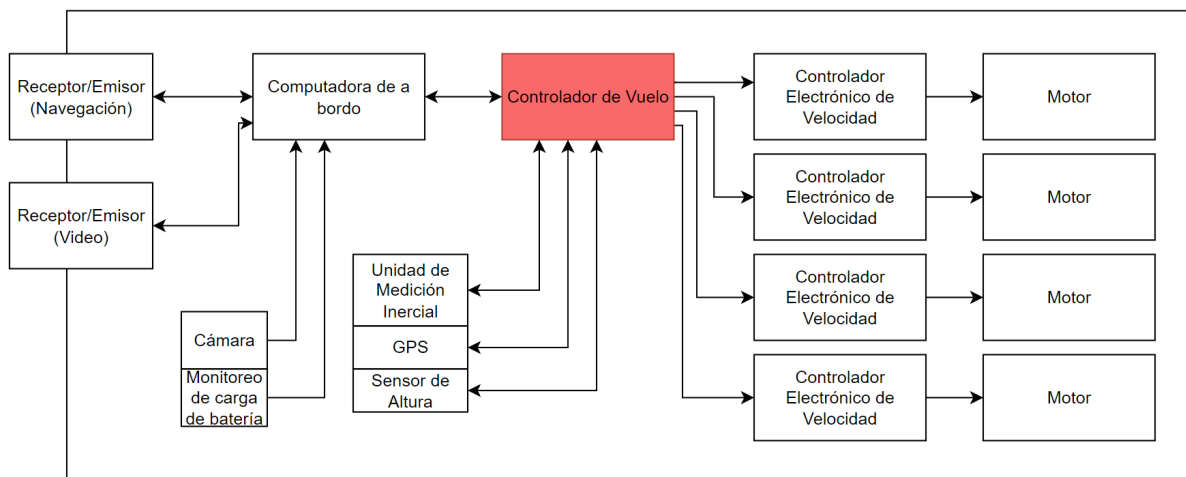 Receptor/Emisor
(Navegación)
Computadora de a
bordo
Controlador de Vuelo
Controlador
Electrónico de
Velocidad
Motor
Receptor/Emisor
(Video)
Controlador
Electrónico de
Velocidad
Motor
Unidad de
Medición
Inercial
GPS
Sensor de
Altura
Controlador
Electrónico de
Velocidad
Motor
Cámara
Monitoreo
de carga
de batería
Controlador
Electrónico de
Velocidad
Motor